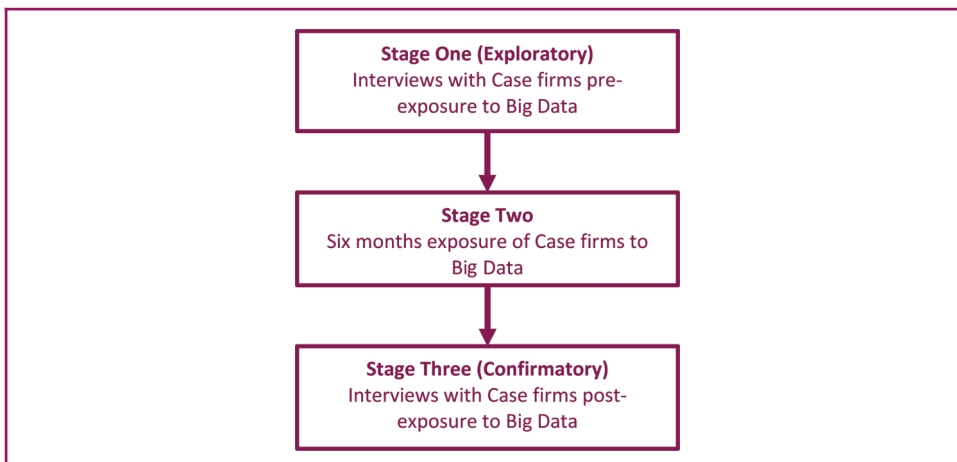 Stage One (Exploratory)
Interviews with Case firms pre-
exposure to Big Data
Stage Two
Six months exposure of Case firms to
Big Data
Stage Three (Confirmatory)
Interviews with Case firms post-
exposure to Big Data